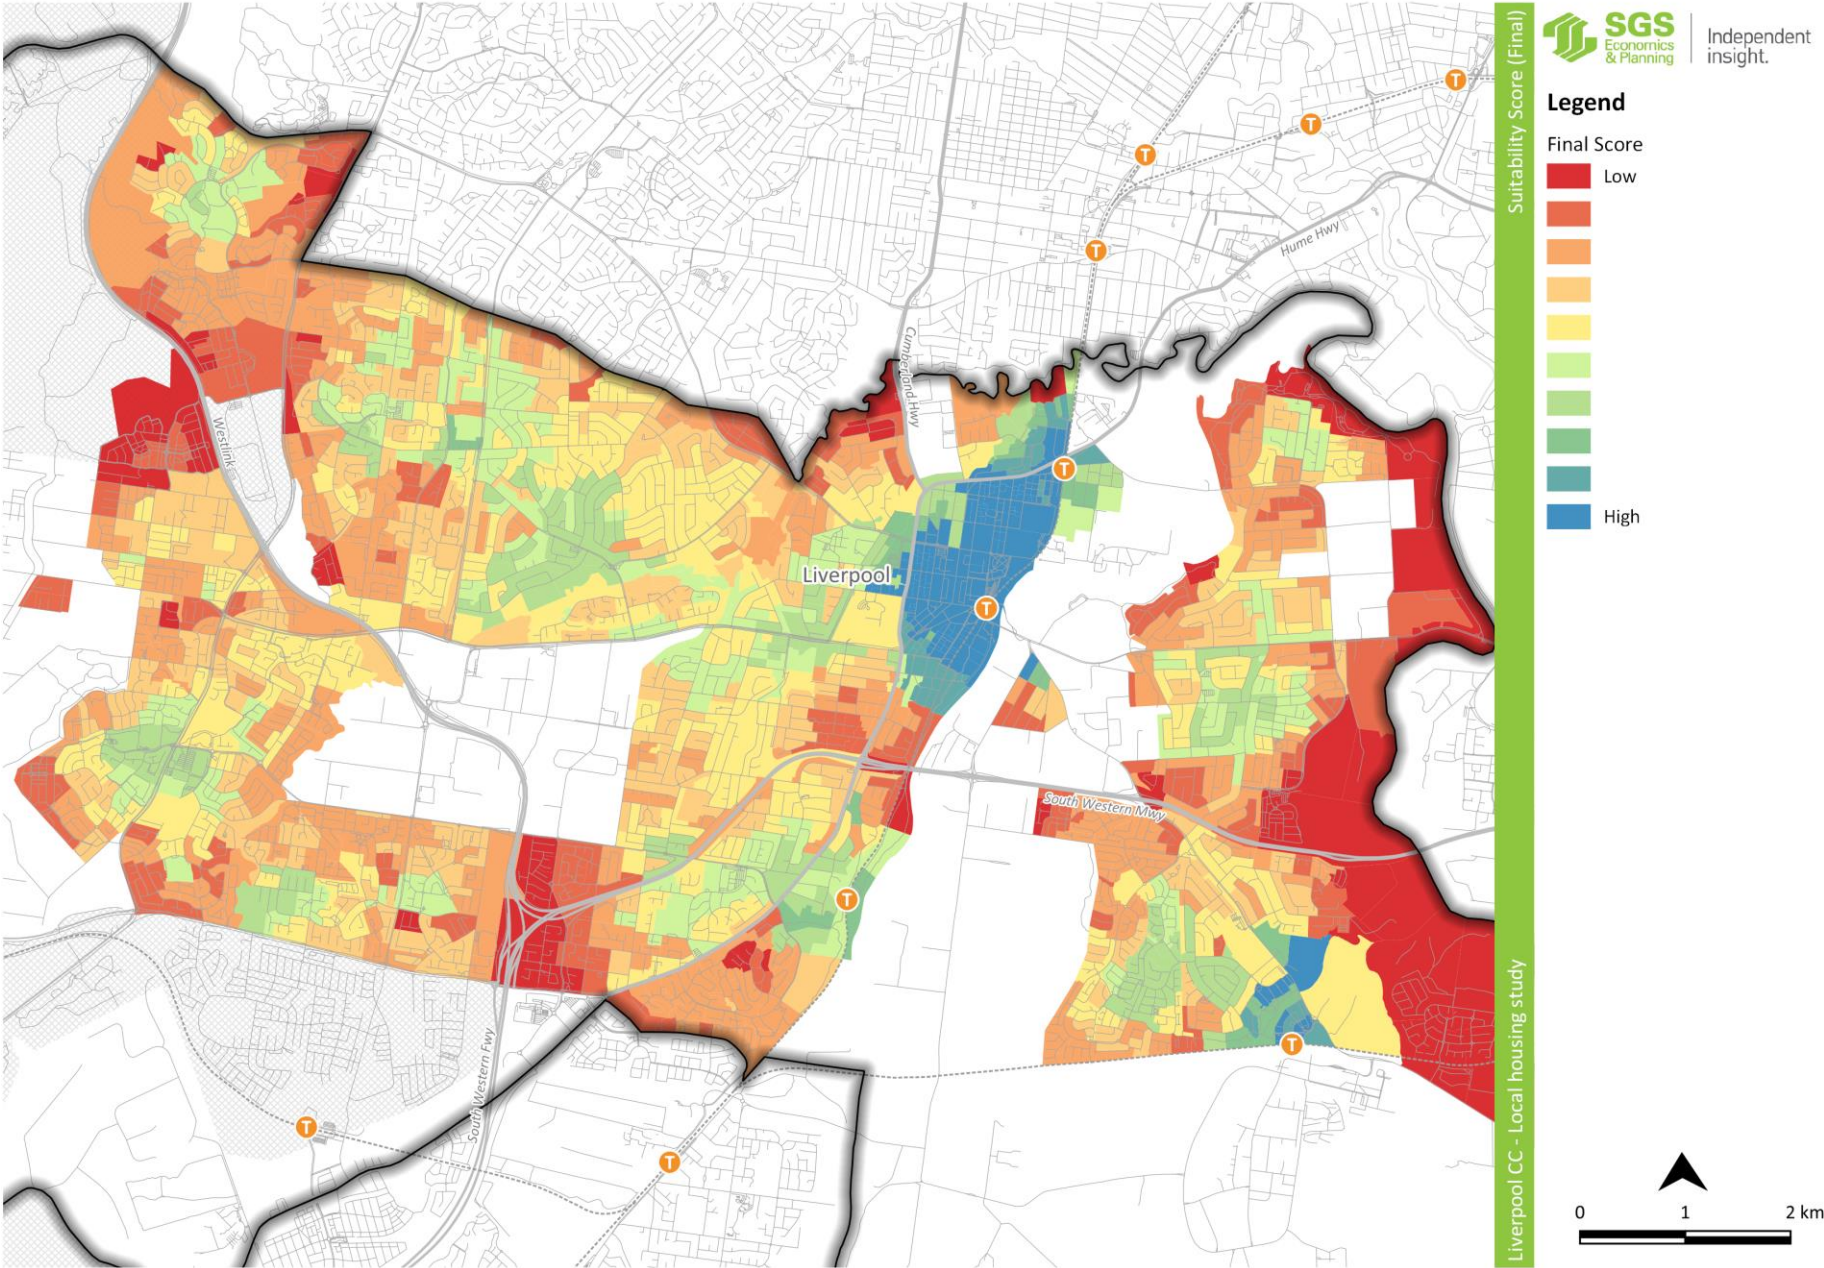 SGS
Economics
& Planning
Independent
insight.
Suitability Score (Final)
Liverpool CC - Local housing study
Legend
Final Score
Low
High
0 1 2 km
Hume Hwy
Cumberland Hwy
Westlink
Liverpool
South Western Mwy
South Western Fwy
T
T
T
T
T
T
T
T
T
T